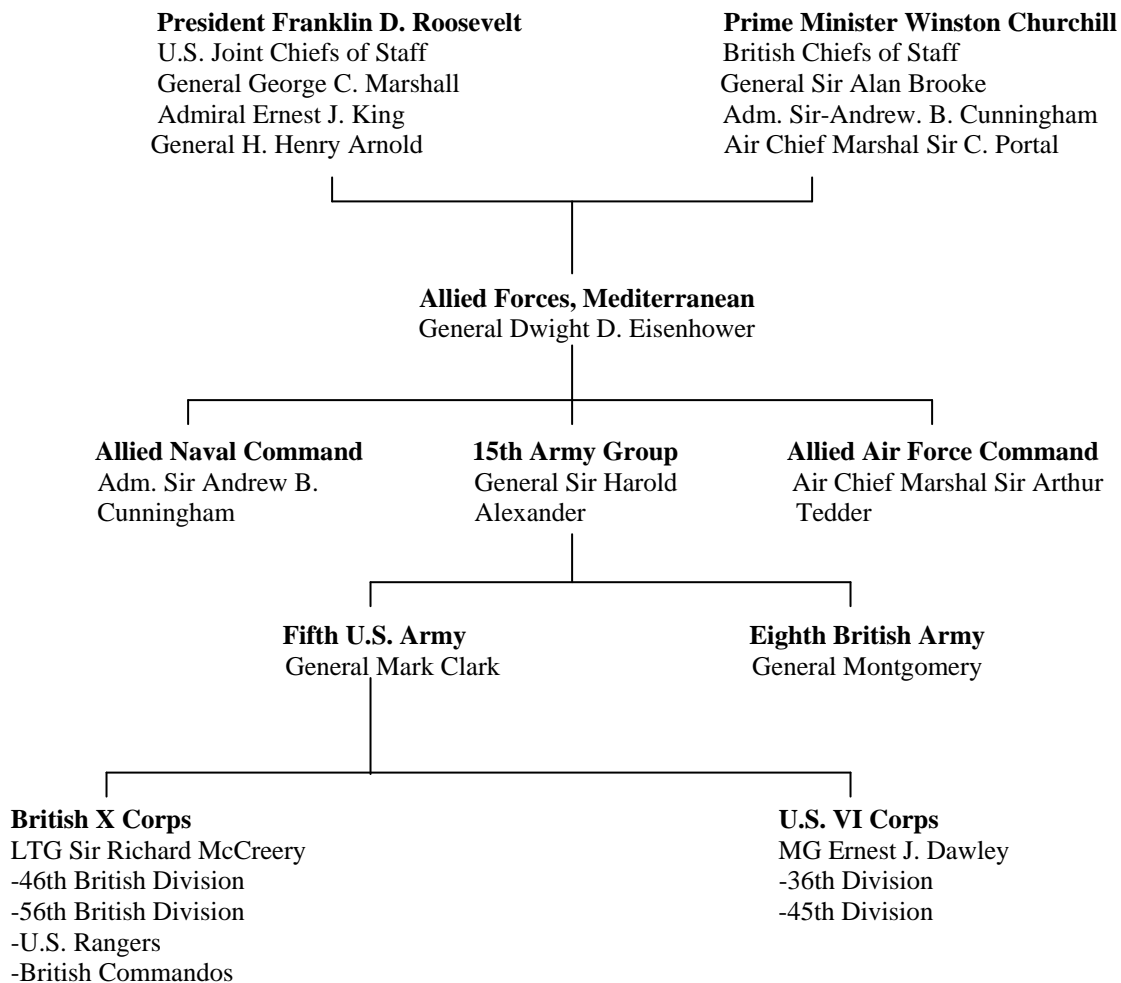 President Franklin D. Roosevelt
U.S. Joint Chiefs of Staff
General George C. Marshall
Admiral Ernest J. King
General H. Henry Arnold
Prime Minister Winston Churchill
British Chiefs of Staff
General Sir Alan Brooke
Adm. Sir-Andrew. B. Cunningham
Air Chief Marshal Sir C. Portal
Allied Forces, Mediterranean
General Dwight D. Eisenhower
Allied Naval Command
Adm. Sir Andrew B.
Cunningham
15th Army Group
General Sir Harold
Alexander
Allied Air Force Command
Air Chief Marshal Sir Arthur
Tedder
Fifth U.S. Army
General Mark Clark
Eighth British Army
General Montgomery
British X Corps
LTG Sir Richard McCreery
-46th British Division
-56th British Division
-U.S. Rangers
-British Commandos
U.S. VI Corps
MG Ernest J. Dawley
-36th Division
-45th Division